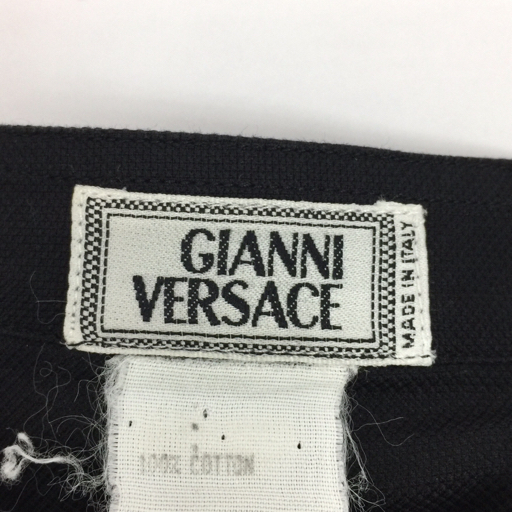 GIANNI
VERSACE
MADE IN ITALY
100% COTTON